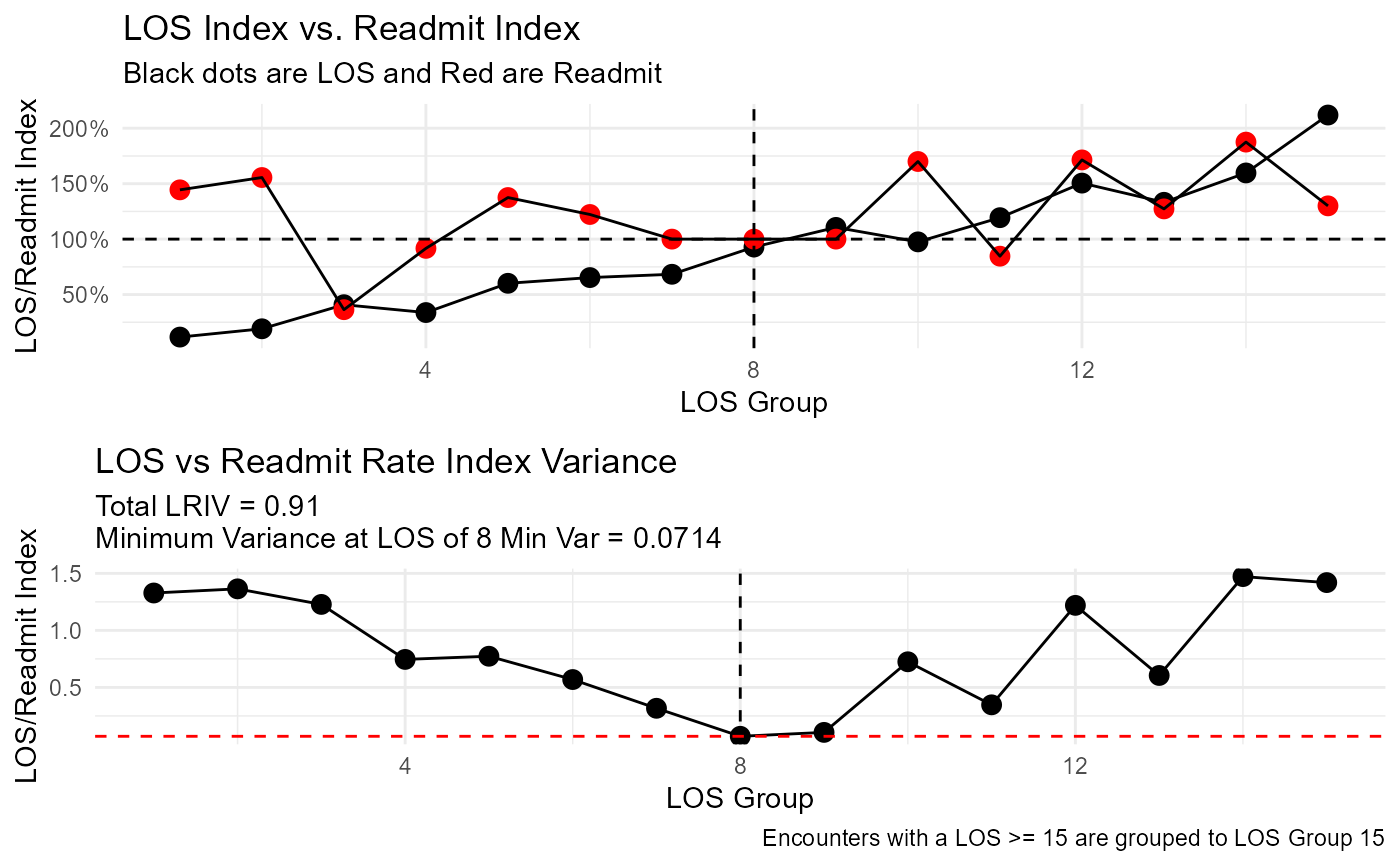 LOS Index vs. Readmit Index
Black dots are LOS and Red are Readmit
LOS/Readmit Index
200%
150%
100%
50%
4 8 12
LOS Group
LOS vs Readmit Rate Index Variance
Total LRIV = 0.91
Minimum Variance at LOS of 8 Min Var = 0.0714
LOS/Readmit Index
1.5
1.0
0.5
4 8 12
LOS Group
Encounters with a LOS >= 15 are grouped to LOS Group 15